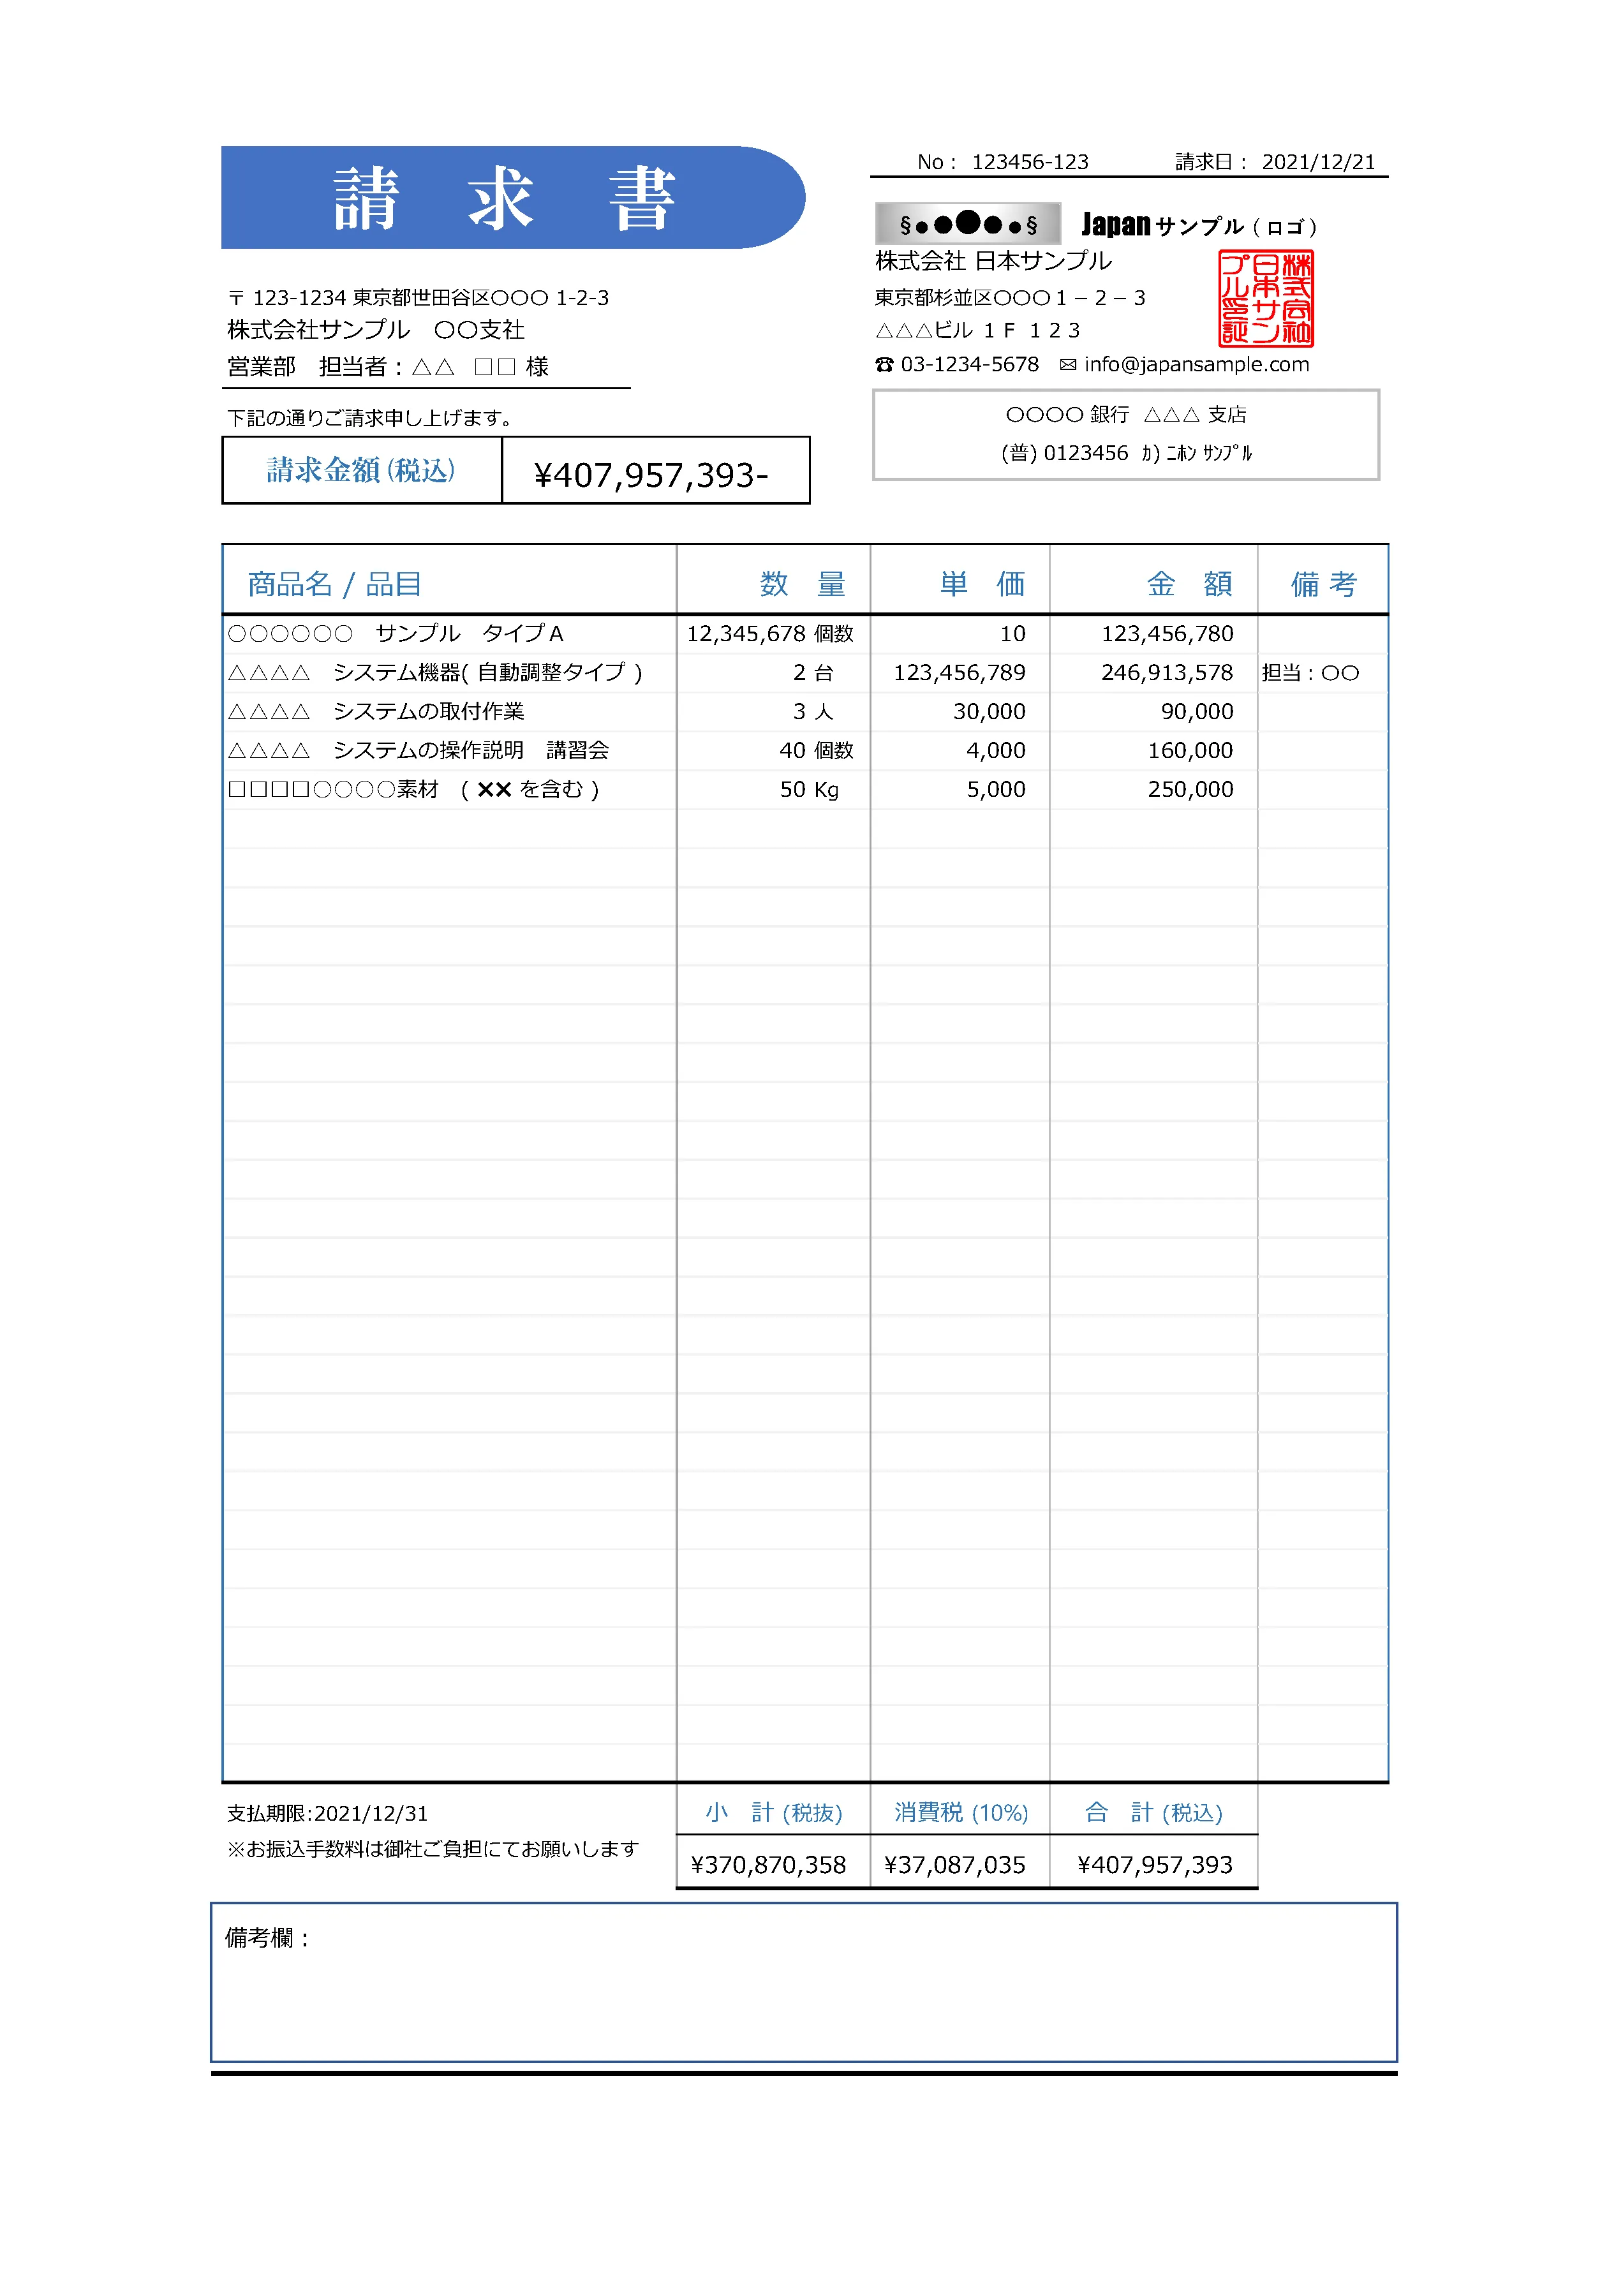 請 求 書
No： 123456-123 請求日： 2021/12/21
§●●●●●§ Japan サンプル ( ロゴ )
株式会社 日本サンプル
株式会社日本サンプル印証
東京都杉並区〇〇〇１－２－３
△△△ビル １Ｆ １２３
☎ 03-1234-5678 ✉ info@japansample.com
〒 123-1234 東京都世田谷区〇〇〇 1-2-3
株式会社サンプル　〇〇支社
営業部　担当者：△△ □□ 様
〇〇〇〇 銀行 △△△ 支店
(普) 0123456 ｶ) ﾆﾎﾝ ｻﾝﾌﾟﾙ
下記の通りご請求申し上げます。
請求金額(税込) ¥407,957,393-
商品名 / 品目 数　量 単　価 金　額 備 考
○○○○○○　サンプル　タイプA 12,345,678 個数 10 123,456,780
△△△△　システム機器( 自動調整タイプ ) 2 台 123,456,789 246,913,578 担当：〇〇
△△△△　システムの取付作業 3 人 30,000 90,000
△△△△　システムの操作説明　講習会 40 個数 4,000 160,000
□□□□○○○○素材　( ✖✖ を含む ) 50 Kg 5,000 250,000
支払期限:2021/12/31 小　計 (税抜) 消費税 (10%) 合　計 (税込)
※お振込手数料は御社ご負担にてお願いします
¥370,870,358 ¥37,087,035 ¥407,957,393
備考欄：